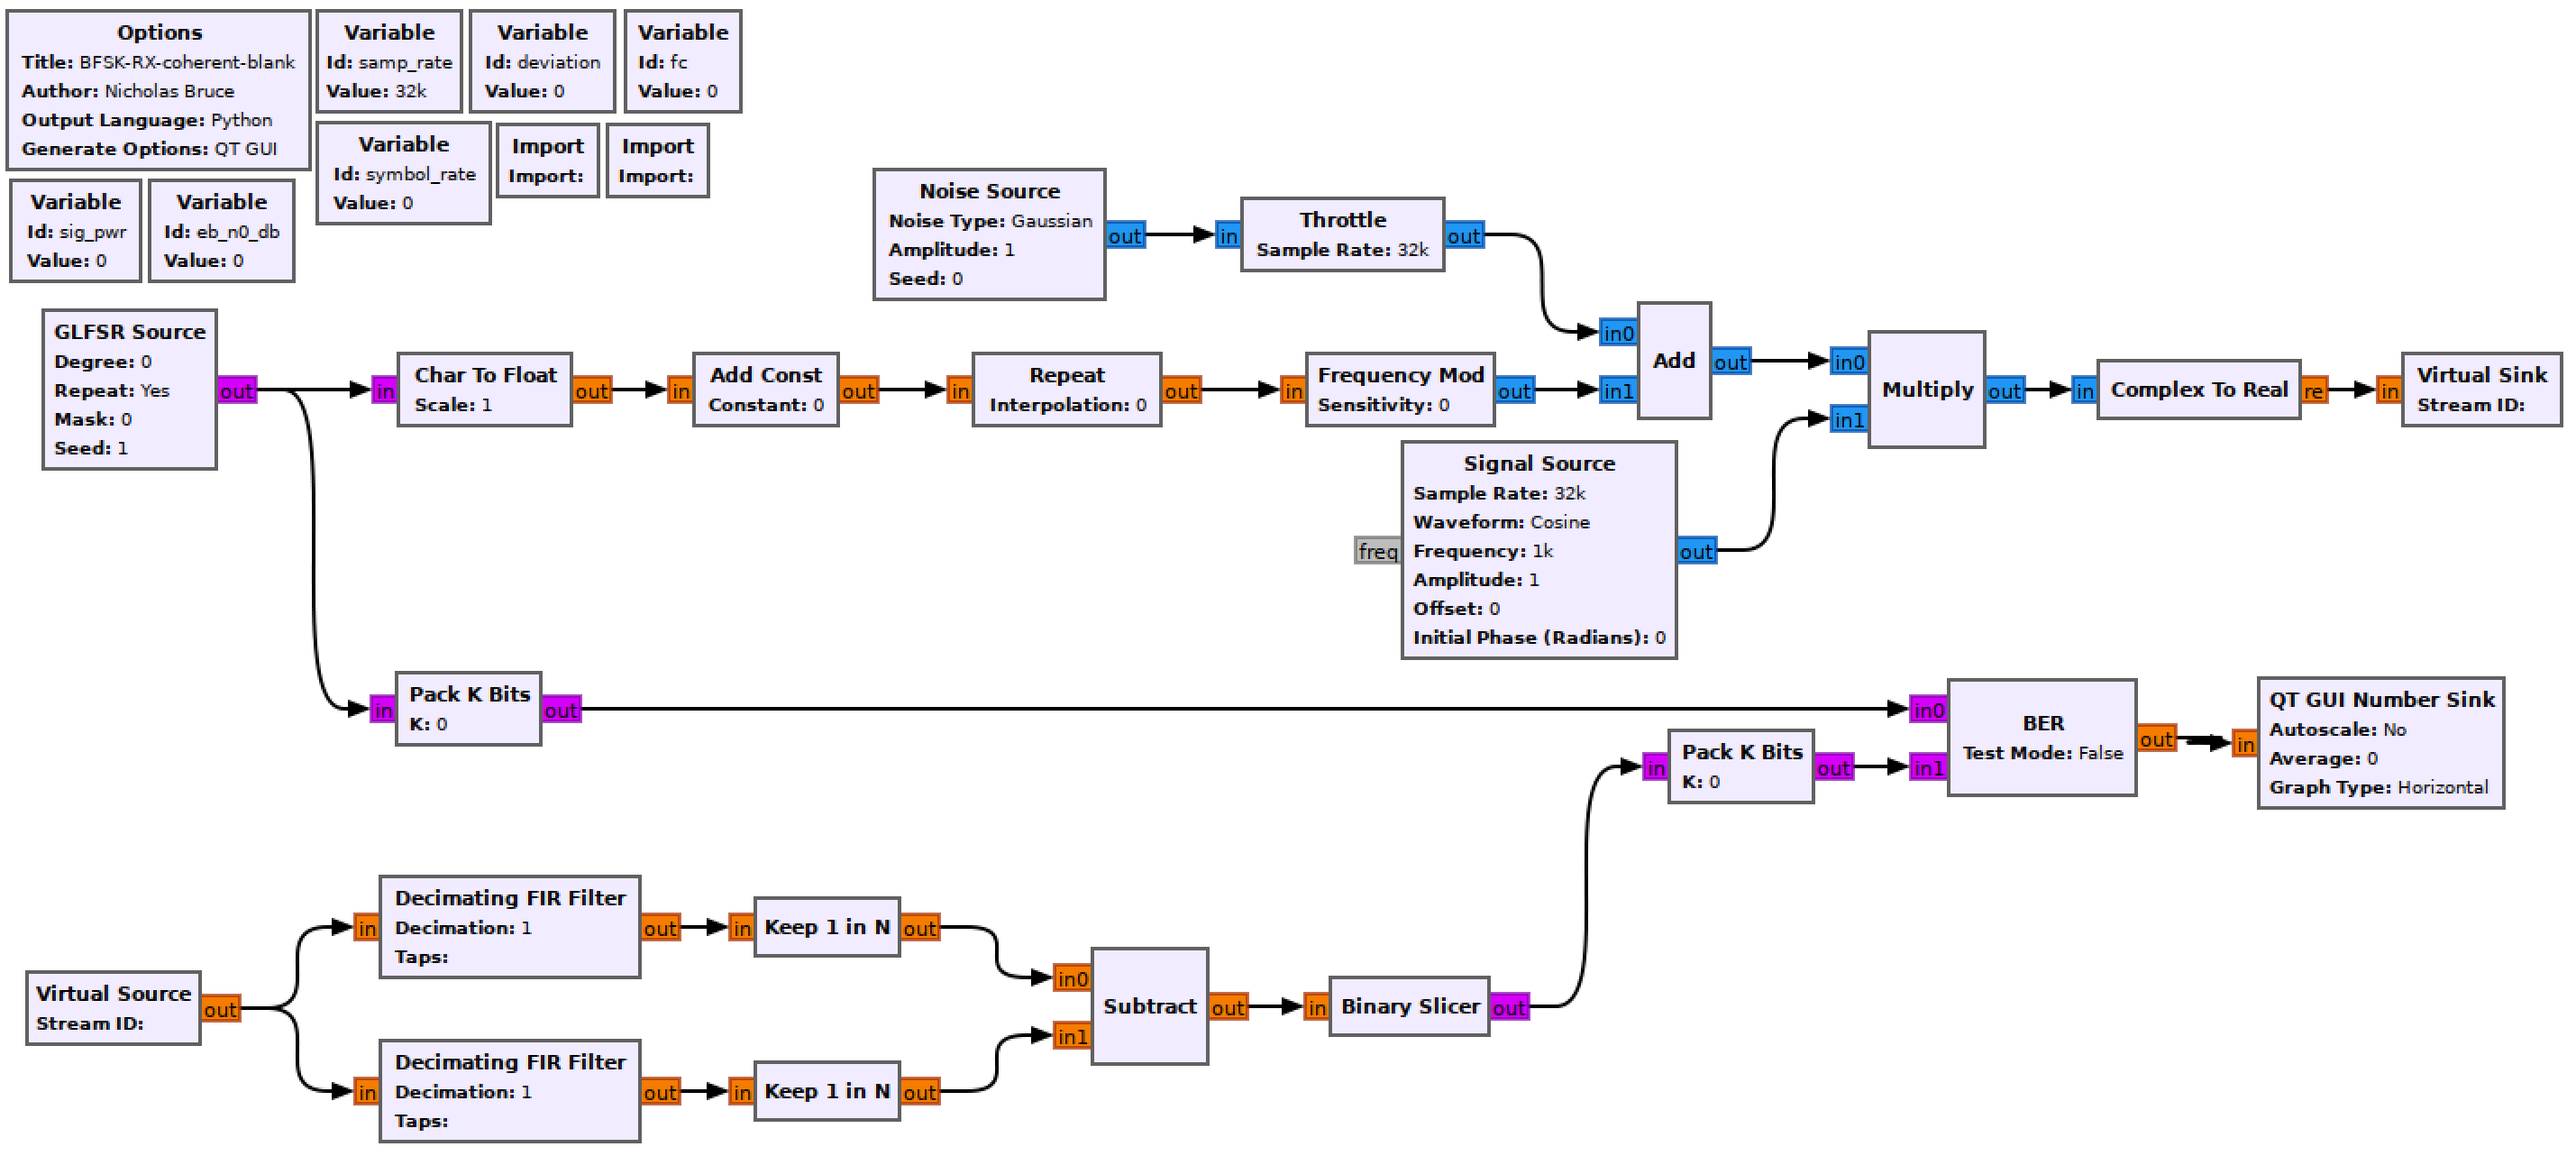 Options
Title: BFSK-RX-coherent-blank
Author: Nicholas Bruce
Output Language: Python
Generate Options: QT GUI
Variable
Id: samp_rate
Value: 32k
Variable
Id: deviation
Value: 0
Variable
Id: fc
Value: 0
Variable
Id: symbol_rate
Value: 0
Import
Import:
Import
Import:
Variable
Id: sig_pwr
Value: 0
Variable
Id: eb_n0_db
Value: 0
Noise Source
Noise Type: Gaussian
Amplitude: 1
Seed: 0
out
in
Throttle
Sample Rate: 32k
out
GLFSR Source
Degree: 0
Repeat: Yes
Mask: 0
Seed: 1
out
in
Char To Float
Scale: 1
out
in
Add Const
Constant: 0
out
in
Repeat
Interpolation: 0
out
in
Frequency Mod
Sensitivity: 0
out
in0
in1
Add
out
in0
in1
Multiply
out
in
Complex To Real
re
in
Virtual Sink
Stream ID:
freq
Signal Source
Sample Rate: 32k
Waveform: Cosine
Frequency: 1k
Amplitude: 1
Offset: 0
Initial Phase (Radians): 0
out
in
Pack K Bits
K: 0
out
in
Pack K Bits
K: 0
out
in0
in1
BER
Test Mode: False
out
in
QT GUI Number Sink
Autoscale: No
Average: 0
Graph Type: Horizontal
Virtual Source
Stream ID:
out
in
Decimating FIR Filter
Decimation: 1
Taps:
out
in
Keep 1 in N
out
in
Decimating FIR Filter
Decimation: 1
Taps:
out
in
Keep 1 in N
out
in0
in1
Subtract
out
in
Binary Slicer
out